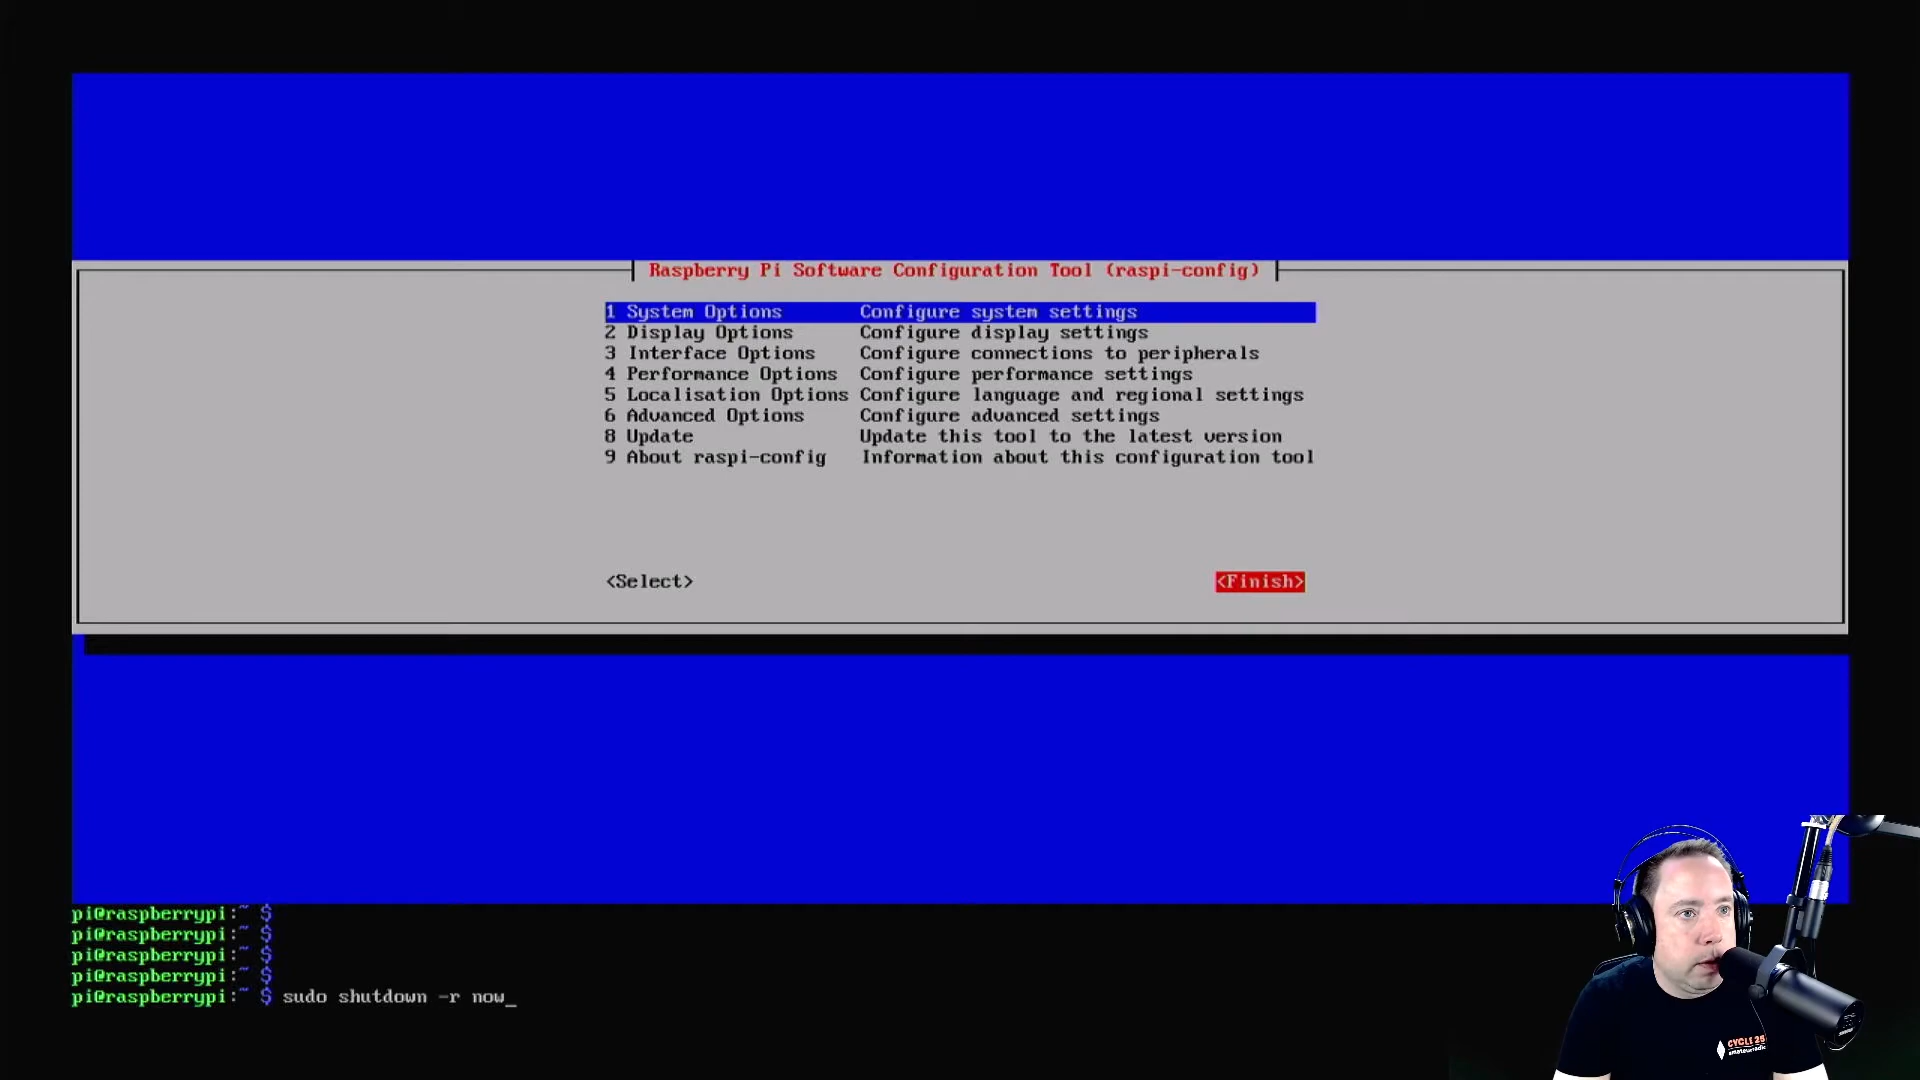 Raspberry Pi Software Configuration Tool (raspi-config)
1 System Options Configure system settings
2 Display Options Configure display settings
3 Interface Options Configure connections to peripherals
4 Performance Options Configure performance settings
5 Localisation Options Configure language and regional settings
6 Advanced Options Configure advanced settings
8 Update Update this tool to the latest version
9 About raspi-config Information about this configuration tool
<Select> <Finish>
pi@raspberrypi:~ $
pi@raspberrypi:~ $
pi@raspberrypi:~ $
pi@raspberrypi:~ $
pi@raspberrypi:~ $ sudo shutdown -r now_
CYCLE 25
amateurradio